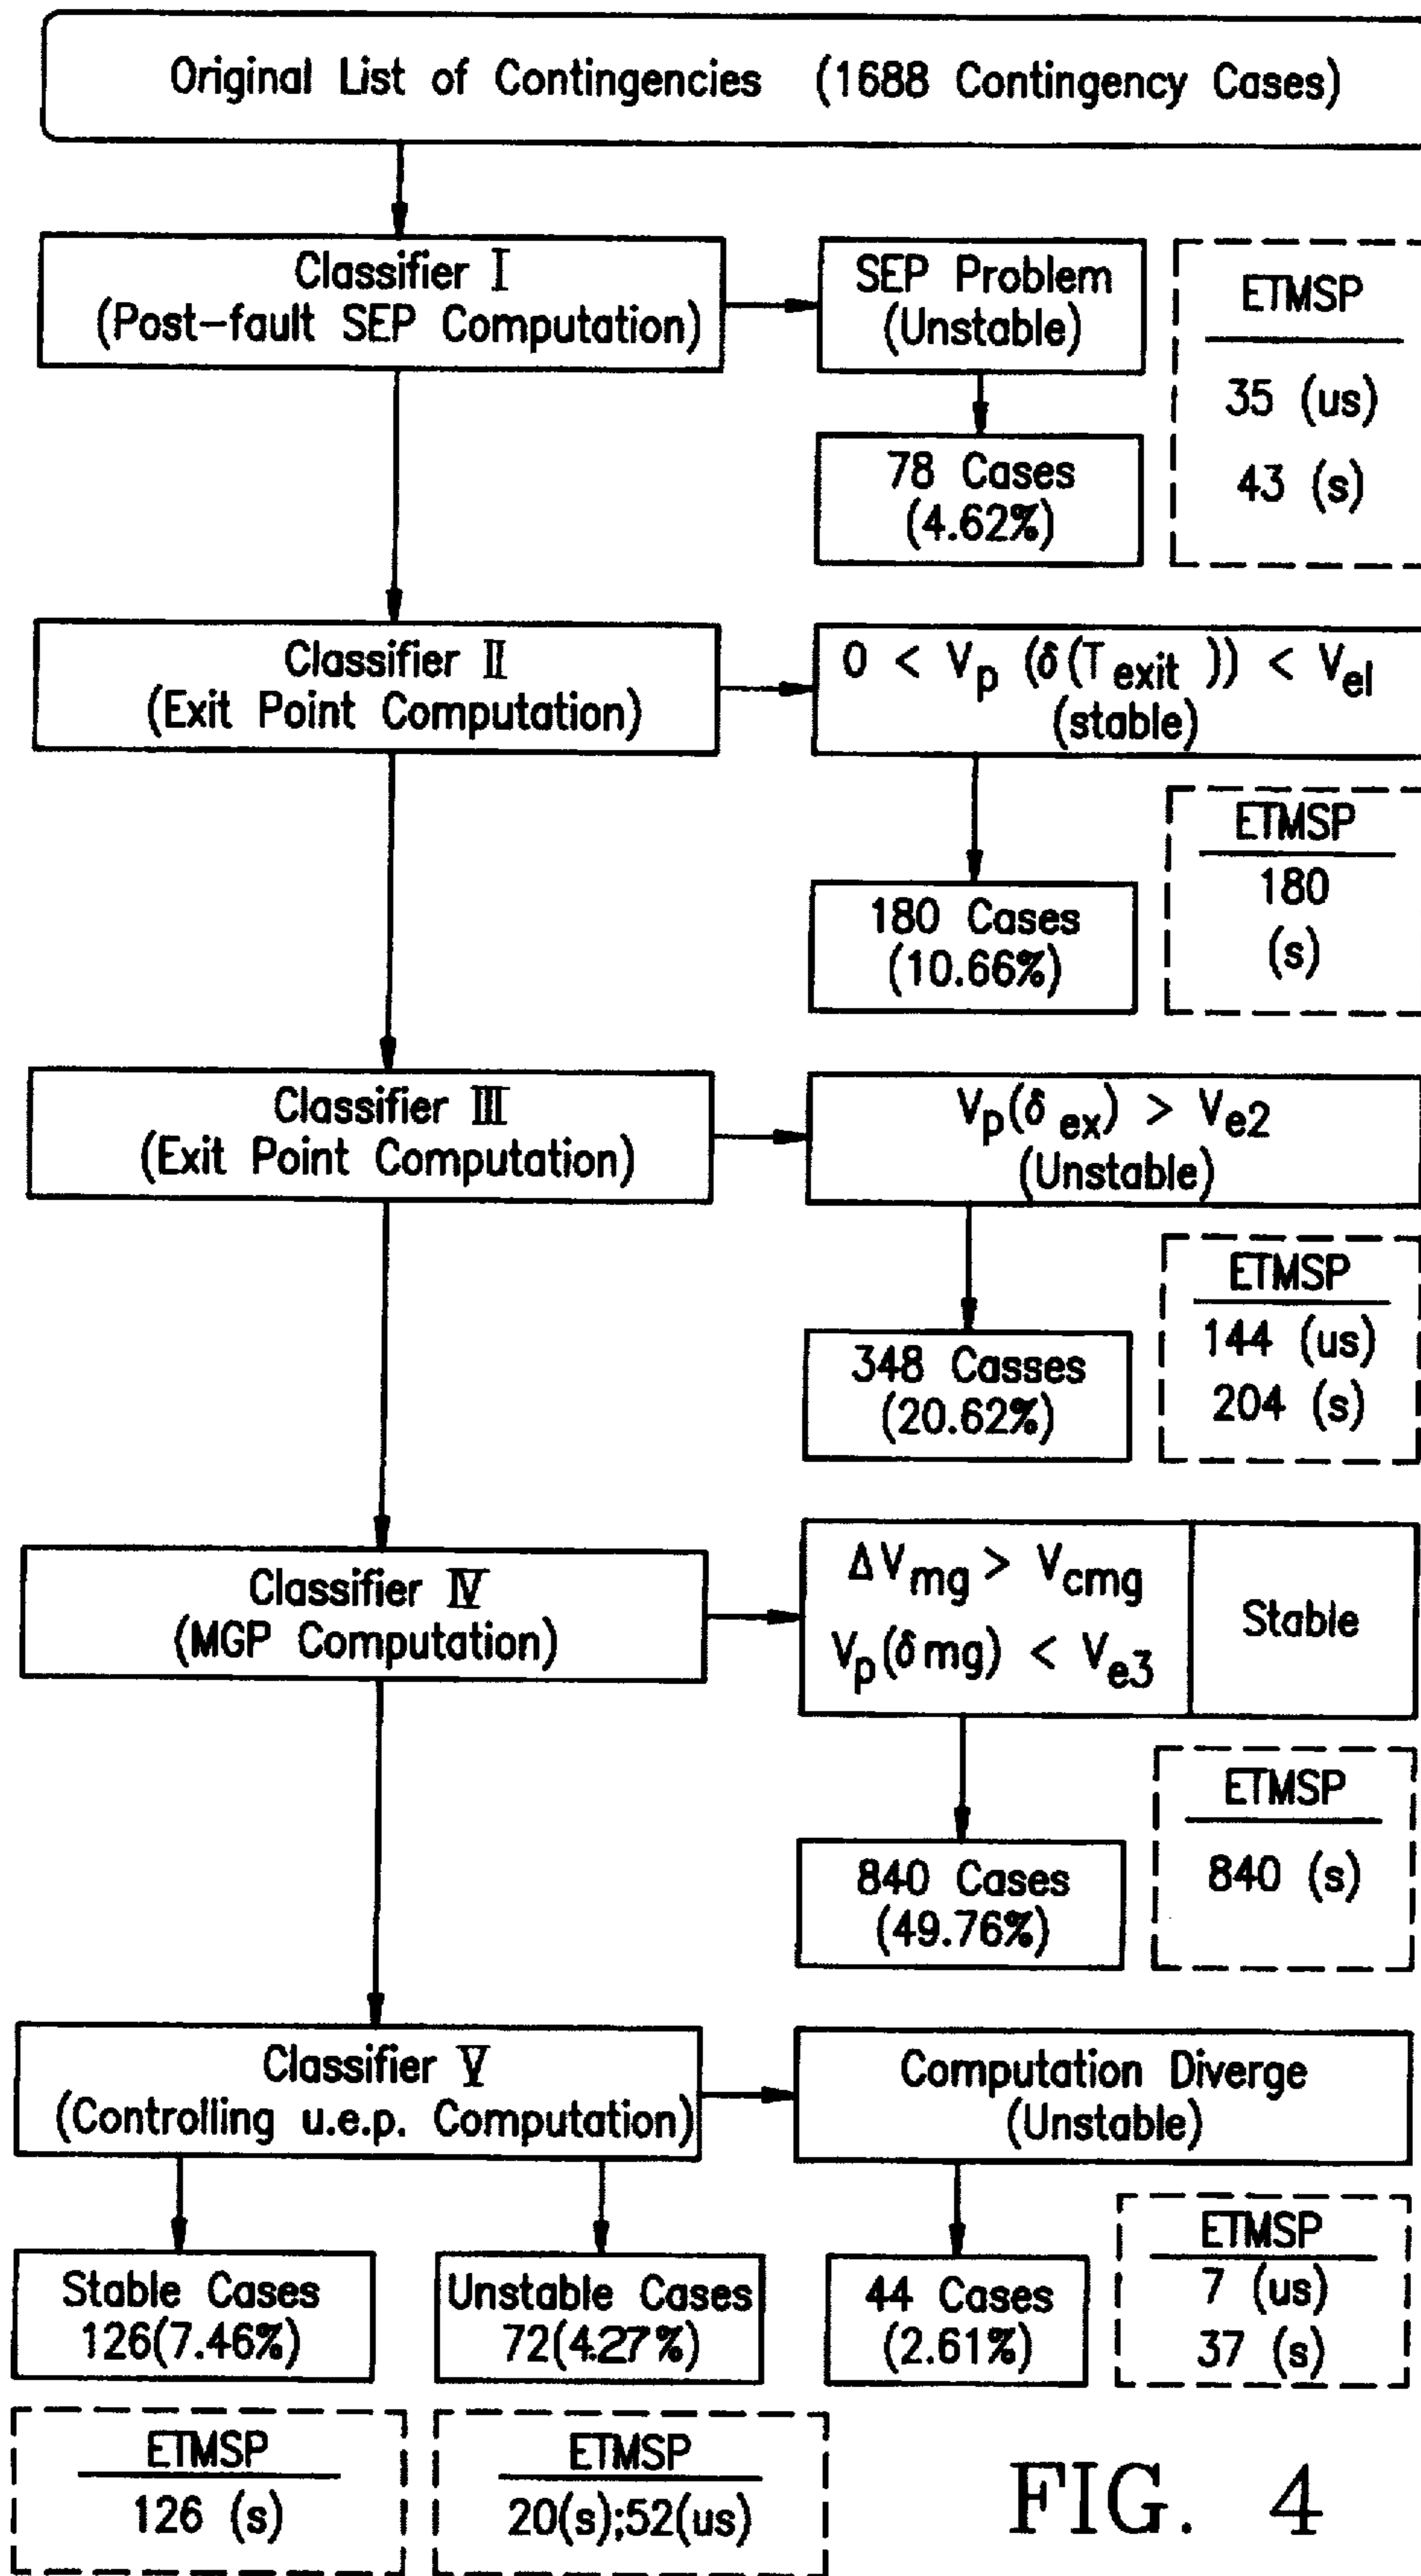 Original List of Contingencies (1688 Contingency Cases)
Classifier I
(Post-fault SEP Computation)
SEP Problem
(Unstable)
78 Cases
(4.62%)
ETMSP
35 (us)
43 (s)
Classifier II
(Exit Point Computation)
0 < Vp (δ(Texit )) < Vel
(stable)
180 Cases
(10.66%)
ETMSP
180
(s)
Classifier III
(Exit Point Computation)
Vp(δ ex) > Ve2
(Unstable)
348 Casses
(20.62%)
ETMSP
144 (us)
204 (s)
Classifier IV
(MGP Computation)
ΔVmg > Vcmg
Vp(δ mg) < Ve3
Stable
840 Cases
(49.76%)
ETMSP
840 (s)
Classifier V
(Controlling u.e.p. Computation)
Computation Diverge
(Unstable)
Stable Cases
126(7.46%)
Unstable Cases
72(4.27%)
44 Cases
(2.61%)
ETMSP
7 (us)
37 (s)
ETMSP
126 (s)
ETMSP
20(s);52(us)
FIG. 4